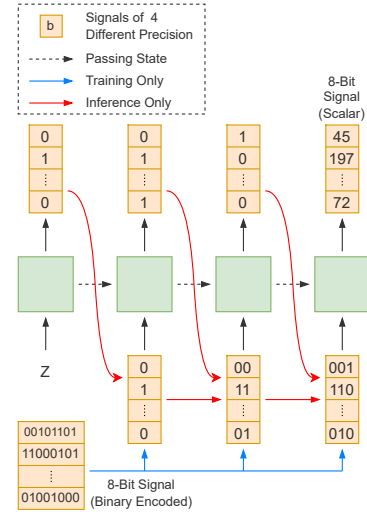 b
Signals of 4
Different Precision
Passing State
Training Only
Inference Only
8-Bit
Signal
(Scalar)
0
1
0
0
1
1
1
0
0
45
197
72
Z
0
1
0
00
11
01
001
110
010
00101101
11000101
01001000
8-Bit Signal
(Binary Encoded)